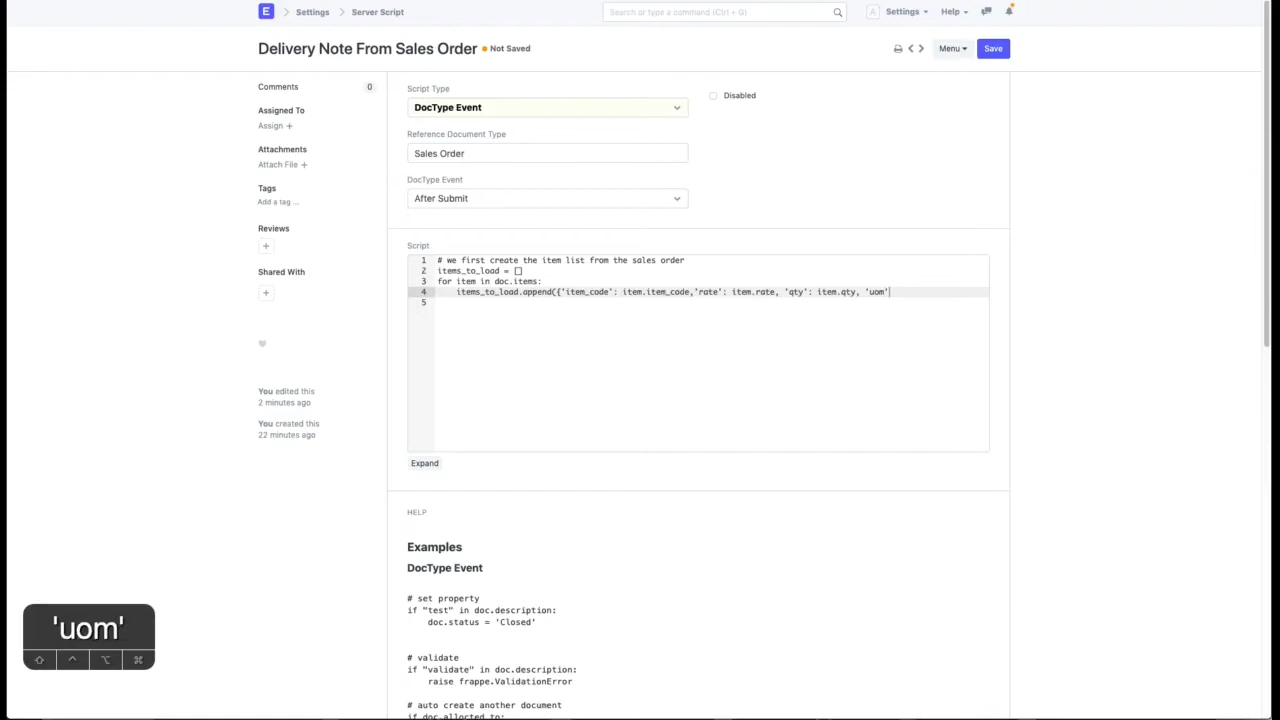 E Settings Server Script Search or type a command (Ctrl + G) A Settings Help
Delivery Note From Sales Order Not Saved Menu Save
Comments 0
Assigned To
Assign +
Attachments
Attach File +
Tags
Add a tag ...
Reviews
+
Shared With
+
You edited this
2 minutes ago
You created this
22 minutes ago
Script Type
DocType Event
Disabled
Reference Document Type
Sales Order
DocType Event
After Submit
Script
1 # we first create the item list from the sales order
2 items_to_load = []
3 for item in doc.items:
4 items_to_load.append({'item_code': item.item_code,'rate': item.rate, 'qty': item.qty, 'uom'
5
Expand
HELP
Examples
DocType Event
# set property
if "test" in doc.description:
doc.status = 'Closed'
# validate
if "validate" in doc.description:
raise frappe.ValidationError
# auto create another document
if doc.allocted_to:
'uom'